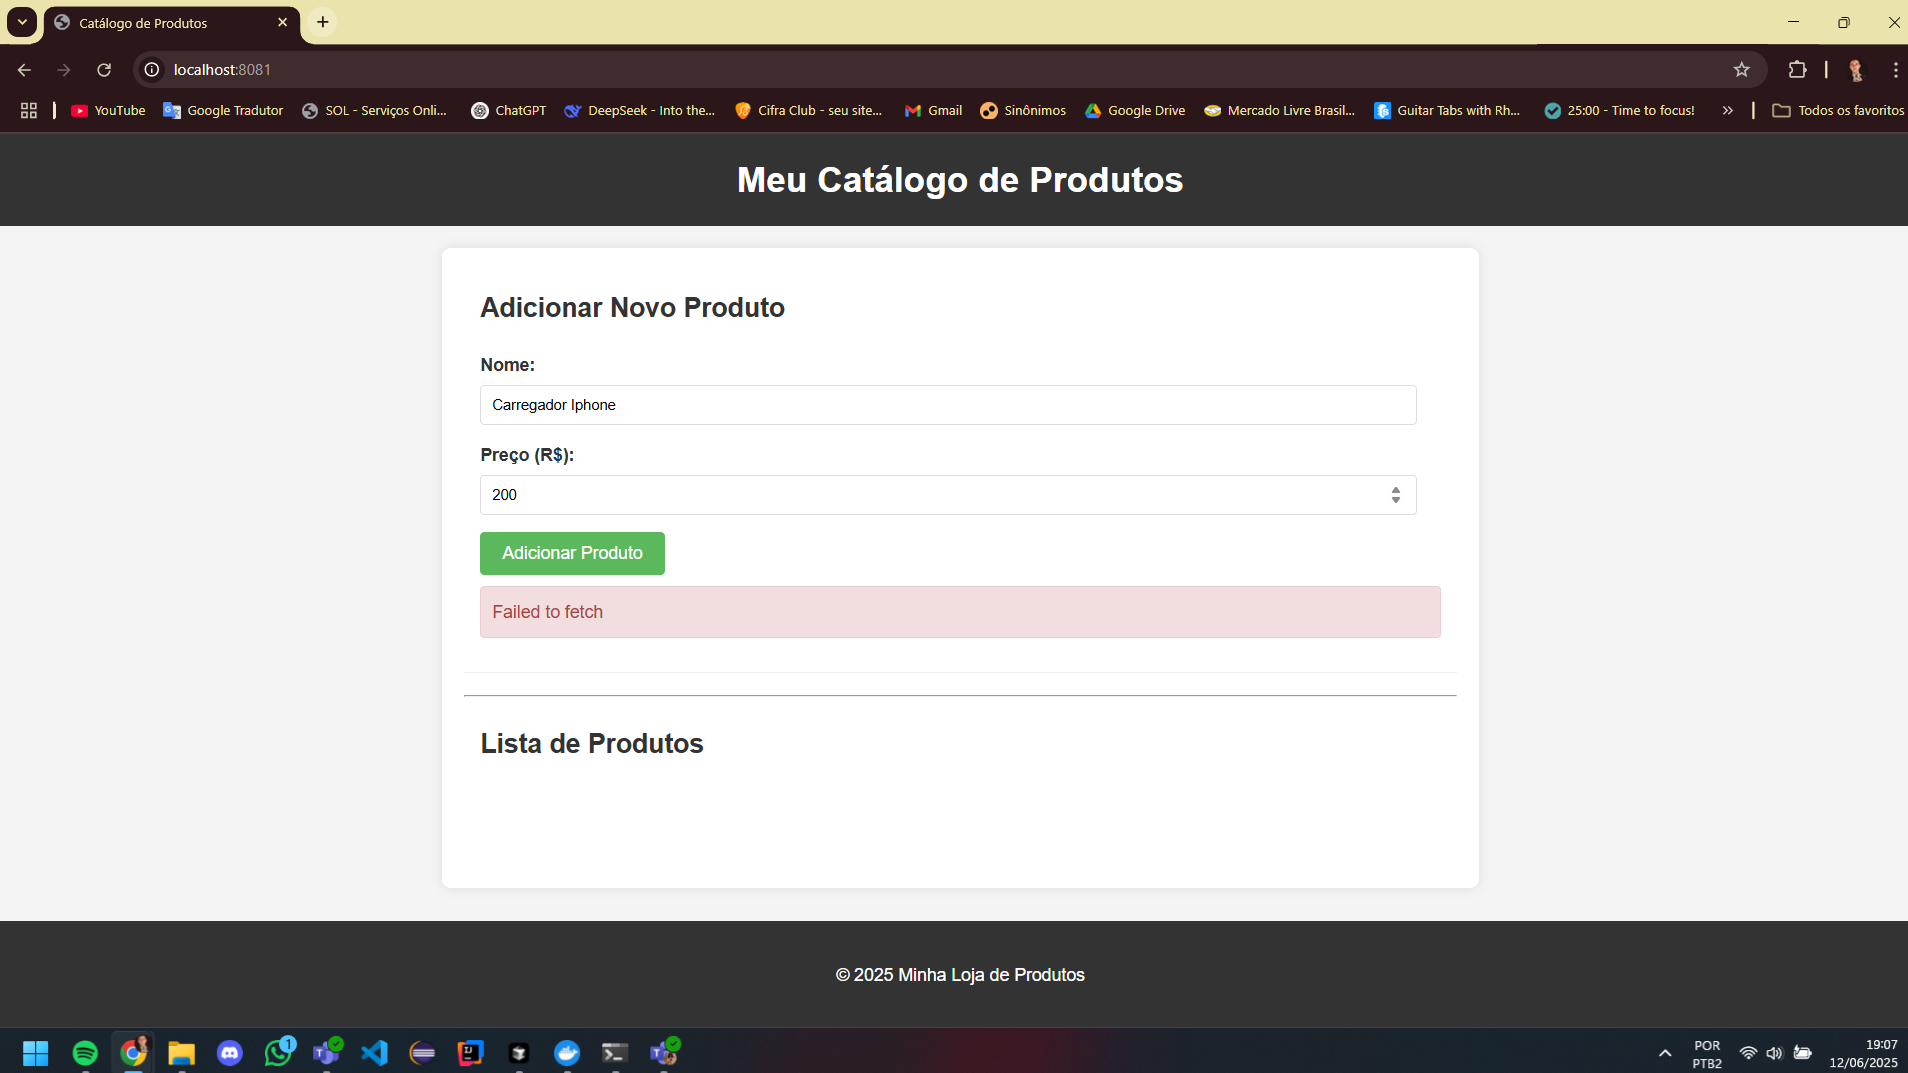 Catálogo de Produtos
localhost:8081
YouTube
Google Tradutor
SOL - Serviços Onli...
ChatGPT
DeepSeek - Into the...
Cifra Club - seu site...
Gmail
Sinônimos
Google Drive
Mercado Livre Brasil...
Guitar Tabs with Rh...
25:00 - Time to focus!
Todos os favoritos
Meu Catálogo de Produtos
Adicionar Novo Produto
Nome:
Carregador Iphone
Preço (R$):
200
Adicionar Produto
Failed to fetch
Lista de Produtos
© 2025 Minha Loja de Produtos
1
POR
PTB2
19:07
12/06/2025